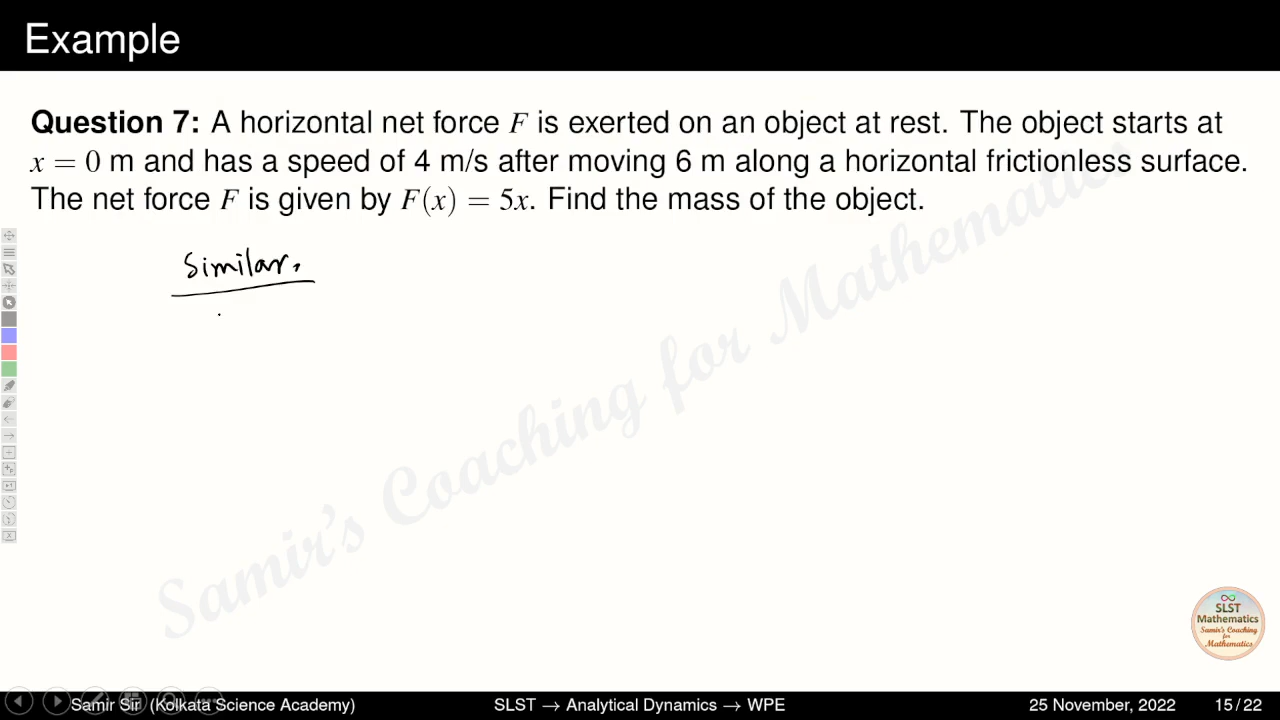 Example
Question 7: A horizontal net force F is exerted on an object at rest. The object starts at
x = 0 m and has a speed of 4 m/s after moving 6 m along a horizontal frictionless surface.
The net force F is given by F(x) = 5x. Find the mass of the object.
Similar.
Samir's Coaching for Mathematics
SLST
Mathematics
Samir's Coaching
for
Mathematics
Samir Sir (Kolkata Science Academy)
SLST → Analytical Dynamics → WPE
25 November, 2022
15 / 22